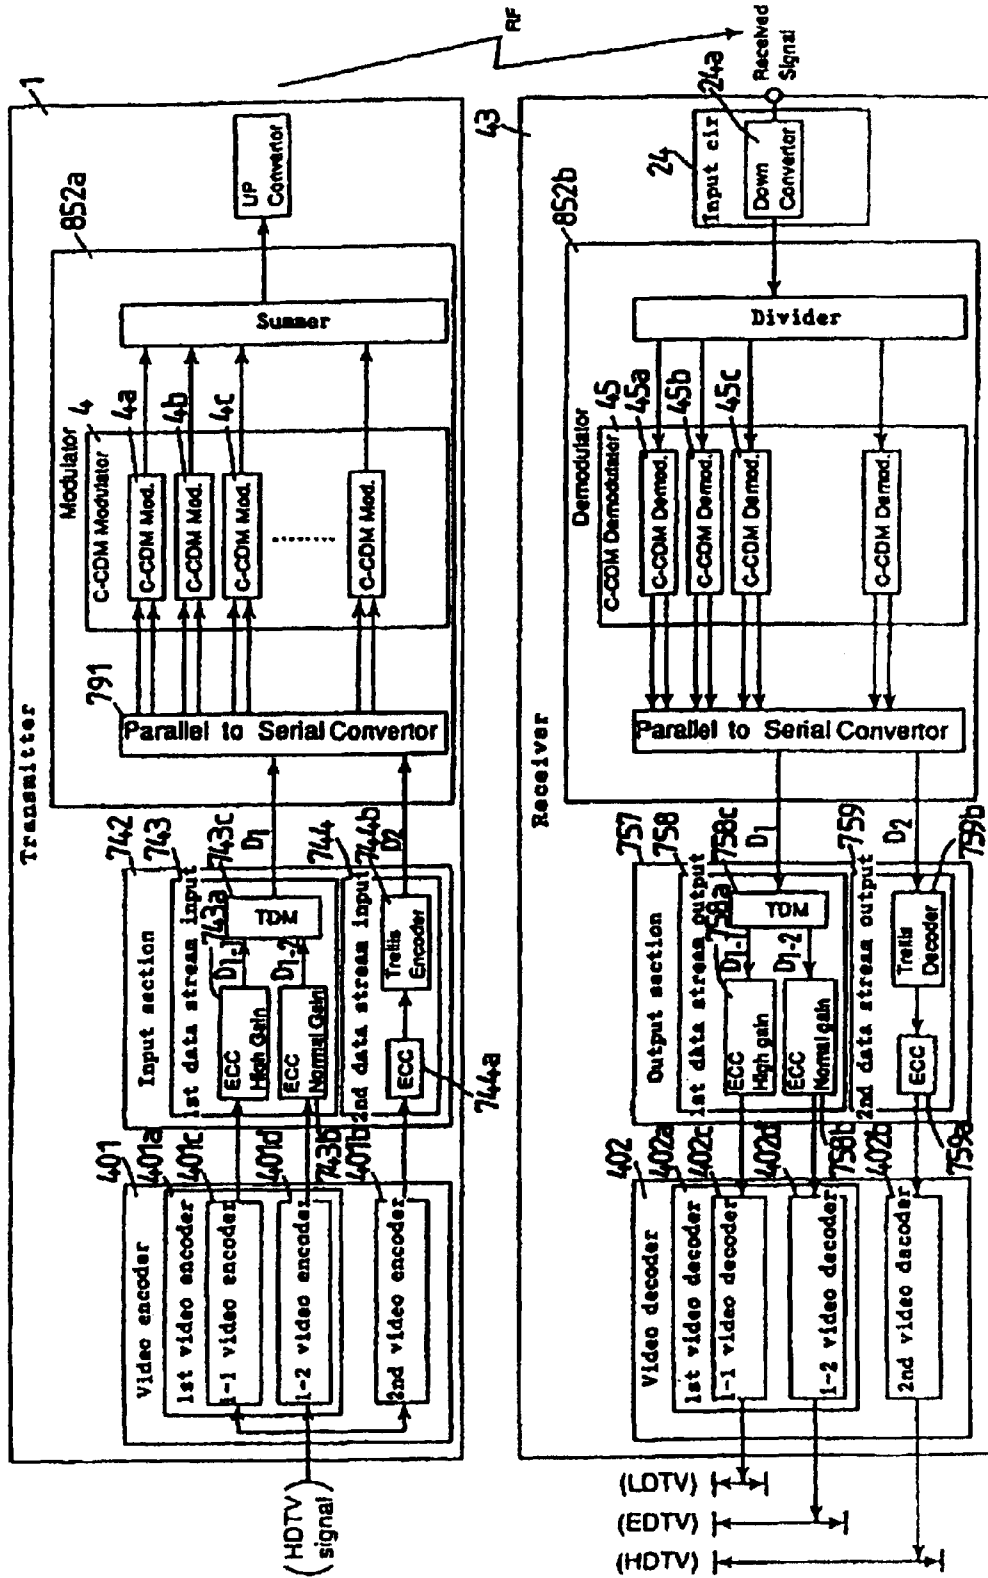 Transmitter
1
Video encoder
401
1st video encoder
401a
1-1 video encoder
401c
1-2 video encoder
401d
2nd video encoder
401b
(HDTV signal)
Input section
742
1st data stream input
743
ECC
High Gain
743a
ECC
Normal Gain
743b
TDM
743c
D1-1
D1-2
D1
2nd data stream input
744
ECC
744a
Trellis
Encoder
744b
D2
Modulator
852a
791
Parallel to Serial Convertor
C-CDM Modulator
4
C-CDM Mod.
4a
C-CDM Mod.
4b
C-CDM Mod.
4c
C-CDM Mod.
Summer
UP
Convertor
RF
Receiver
43
Received
Signal
Input cir
24
Down
Convertor
24a
Demodulator
852b
Divider
C-CDM Demodulator
45
C-CDM Demod.
45a
C-CDM Demod.
45b
C-CDM Demod.
45c
C-CDM Demod.
Parallel to Serial Convertor
D1
D2
Output section
757
1st data stream output
758
TDM
758c
D1-1
D1-2
ECC
High gain
758a
ECC
Normal gain
758b
2nd data stream output
759
Trellis
Decoder
759b
ECC
759a
Video decoder
402
1st video decoder
402a
1-1 video decoder
402c
1-2 video decoder
402d
2nd video dacoder
402b
(LDTV)
(EDTV)
(HDTV)